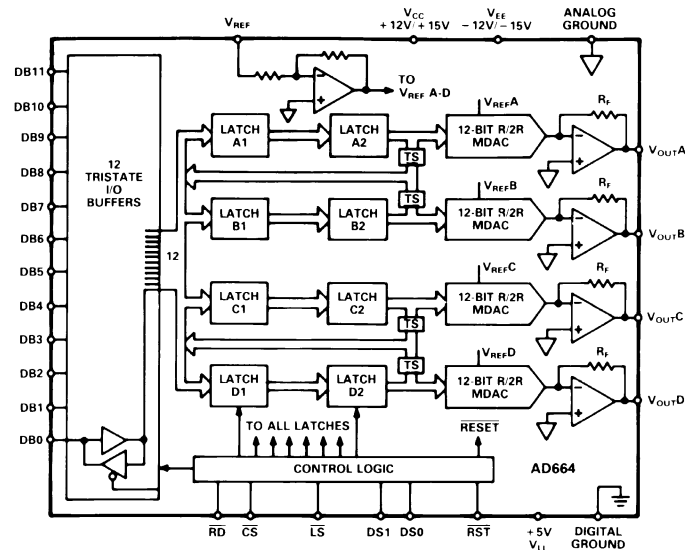 VREF
VCC
+12V/+15V
VEE
−12V/−15V
ANALOG
GROUND
DB11
DB10
DB9
DB8
DB7
DB6
DB5
DB4
DB3
DB2
DB1
DB0
12
TRISTATE
I/O
BUFFERS
12
TO
VREF A-D
LATCH
A1
LATCH
A2
TS
VREFA
12-BIT R/2R
MDAC
RF
VOUTA
TS
LATCH
B1
LATCH
B2
VREFB
12-BIT R/2R
MDAC
RF
VOUTB
LATCH
C1
LATCH
C2
TS
VREFC
12-BIT R/2R
MDAC
RF
VOUTC
TS
LATCH
D1
LATCH
D2
VREFD
12-BIT R/2R
MDAC
RF
VOUTD
TO ALL LATCHES
RESET
CONTROL LOGIC
AD664
RD
CS
LS
DS1
DS0
RST
+5V
DIGITAL
GROUND